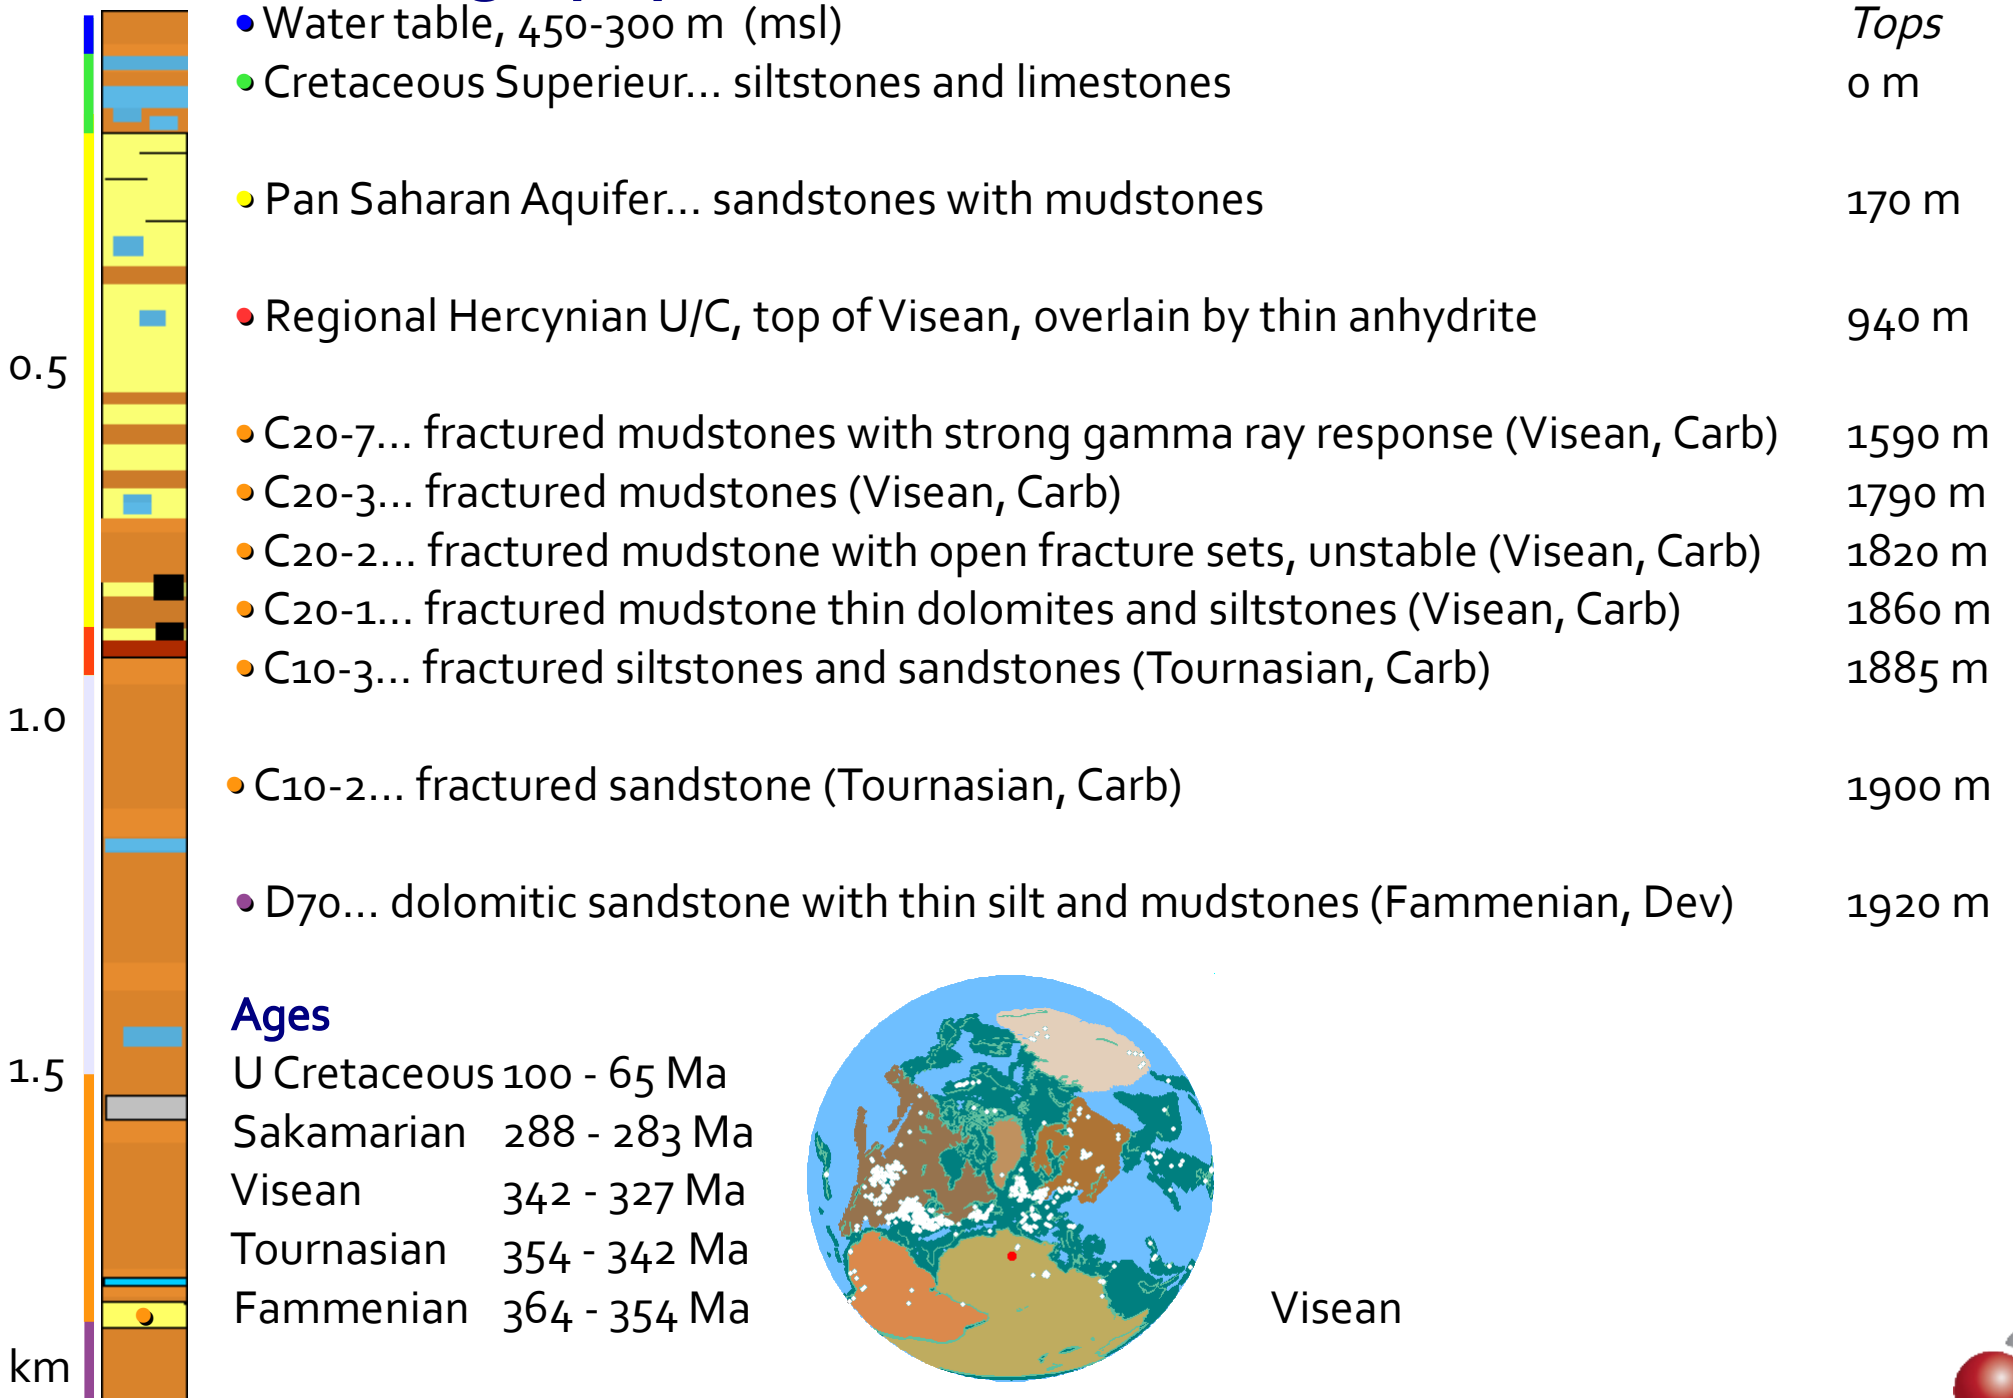 • Water table, 450-300 m (msl) Tops
• Cretaceous Superieur... siltstones and limestones 0 m
• Pan Saharan Aquifer... sandstones with mudstones 170 m
• Regional Hercynian U/C, top of Visean, overlain by thin anhydrite 940 m
0.5
• C20-7... fractured mudstones with strong gamma ray response (Visean, Carb) 1590 m
• C20-3... fractured mudstones (Visean, Carb) 1790 m
• C20-2... fractured mudstone with open fracture sets, unstable (Visean, Carb) 1820 m
• C20-1... fractured mudstone thin dolomites and siltstones (Visean, Carb) 1860 m
• C10-3... fractured siltstones and sandstones (Tournasian, Carb) 1885 m
1.0
• C10-2... fractured sandstone (Tournasian, Carb) 1900 m
• D70... dolomitic sandstone with thin silt and mudstones (Fammenian, Dev) 1920 m
Ages
1.5
U Cretaceous 100 - 65 Ma
Sakamarian 288 - 283 Ma
Visean 342 - 327 Ma
Tournasian 354 - 342 Ma
Fammenian 364 - 354 Ma
Visean
km